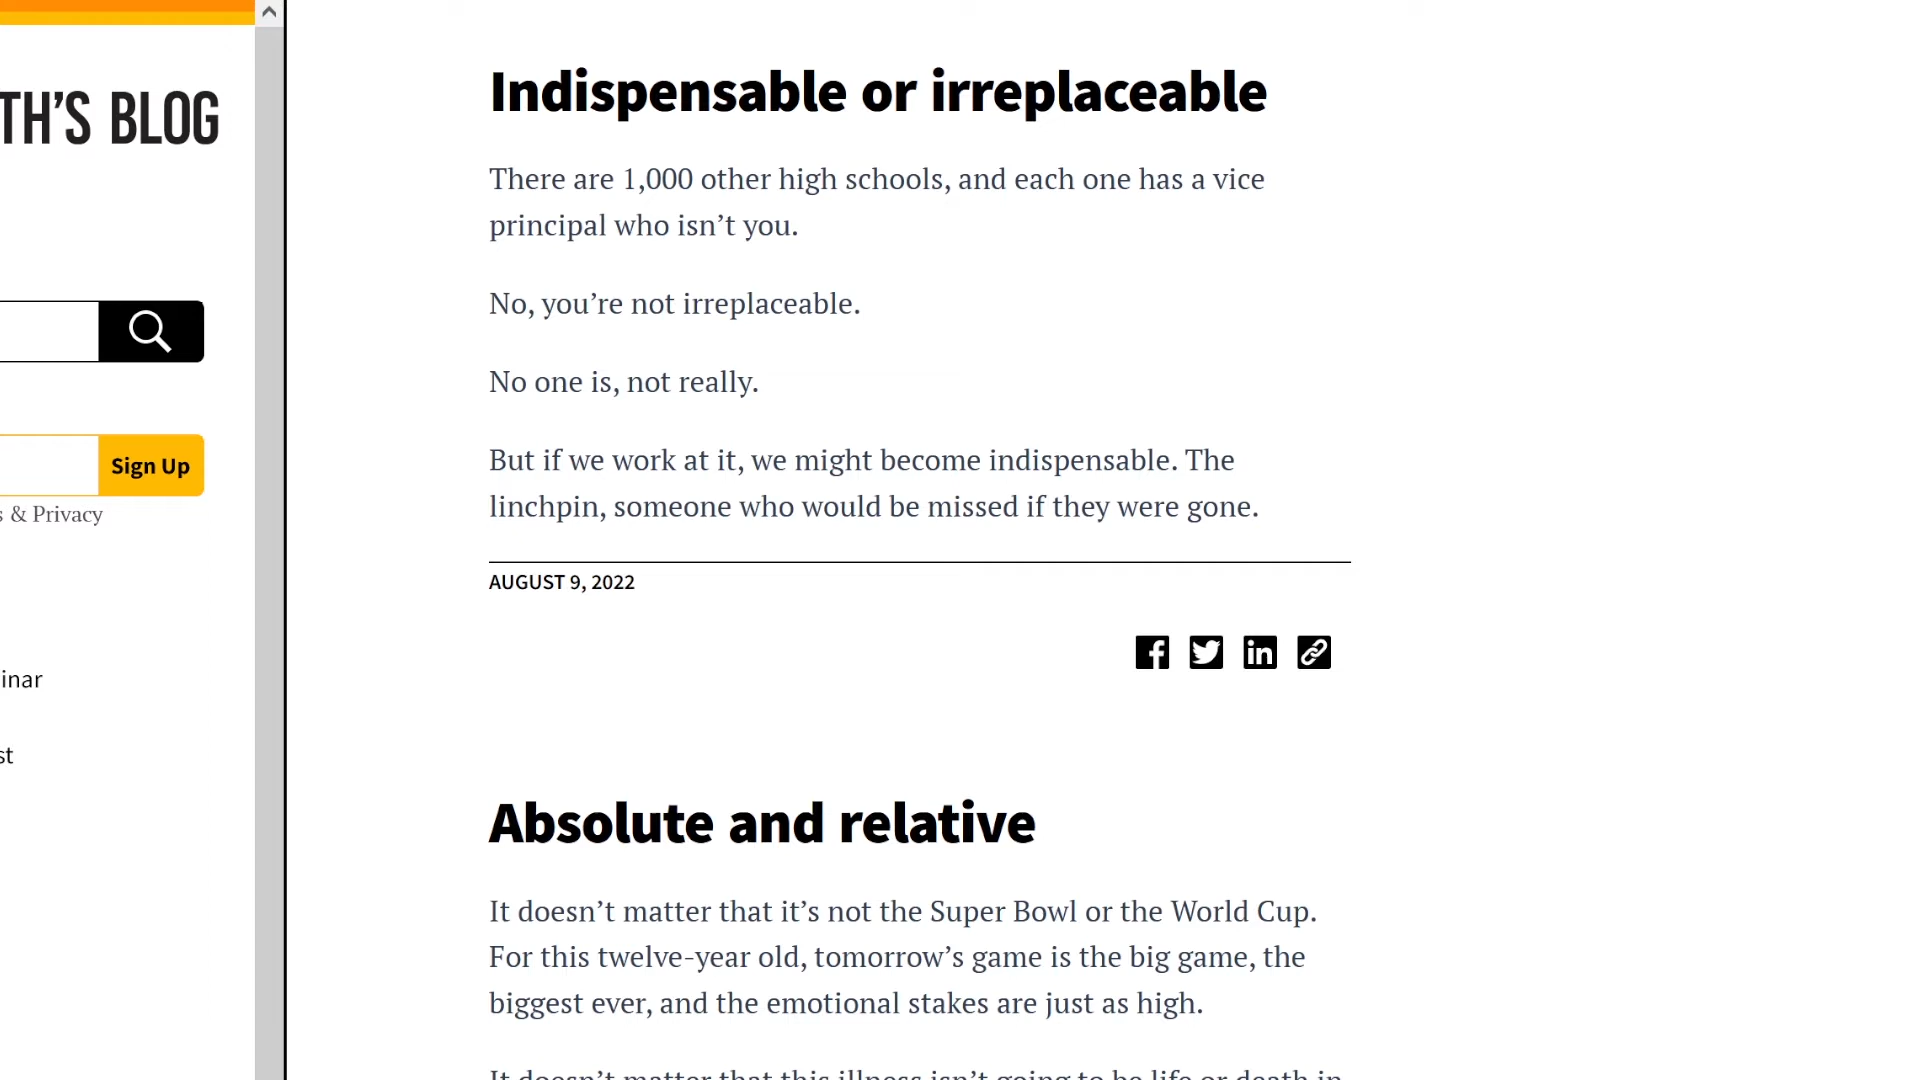 TH'S BLOG
Sign Up
& Privacy
Indispensable or irreplaceable
There are 1,000 other high schools, and each one has a vice
principal who isn’t you.
No, you’re not irreplaceable.
No one is, not really.
But if we work at it, we might become indispensable. The
linchpin, someone who would be missed if they were gone.
AUGUST 9, 2022
Absolute and relative
It doesn’t matter that it’s not the Super Bowl or the World Cup.
For this twelve-year old, tomorrow’s game is the big game, the
biggest ever, and the emotional stakes are just as high.
It doesn’t matter that this illness isn’t going to be life or death in